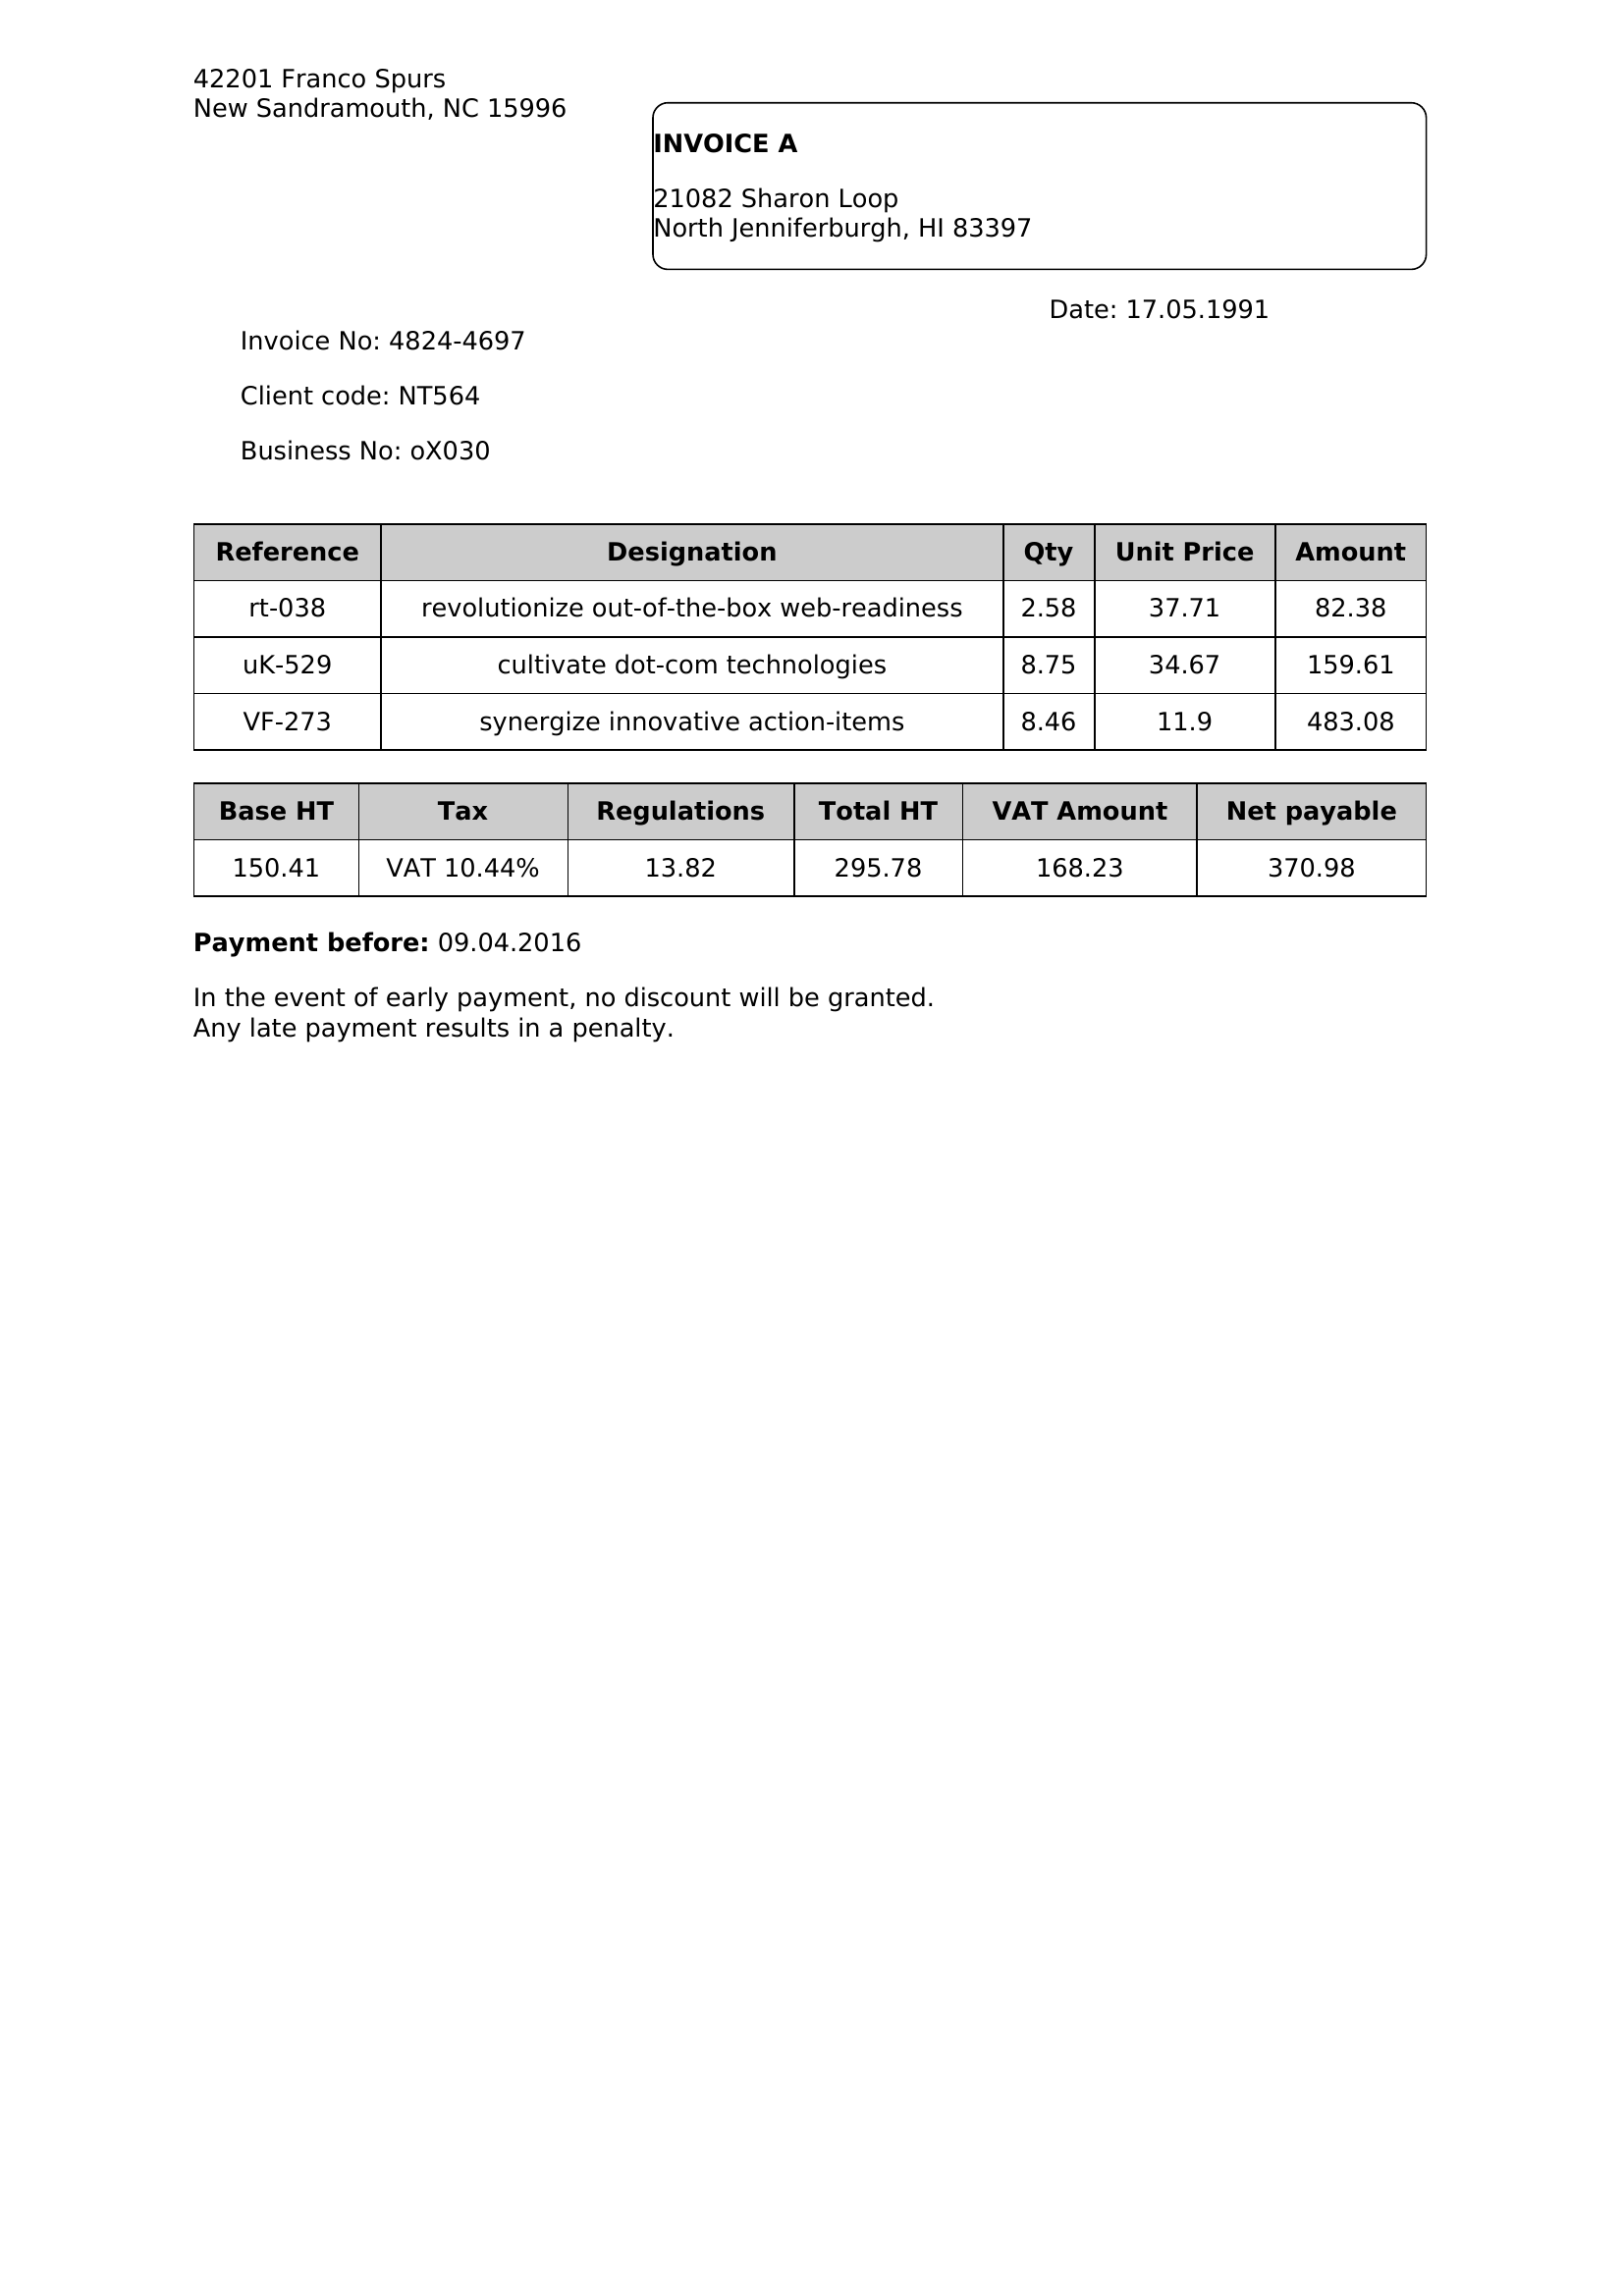 42201 Franco Spurs
New Sandramouth, NC 15996
INVOICE A
21082 Sharon Loop
North Jenniferburgh, HI 83397
Date: 17.05.1991
Invoice No: 4824-4697
Client code: NT564
Business No: oX030
Reference Designation Qty Unit Price Amount
rt-038 revolutionize out-of-the-box web-readiness 2.58 37.71 82.38
uK-529 cultivate dot-com technologies 8.75 34.67 159.61
VF-273 synergize innovative action-items 8.46 11.9 483.08
Base HT Tax Regulations Total HT VAT Amount Net payable
150.41 VAT 10.44% 13.82 295.78 168.23 370.98
Payment before: 09.04.2016
In the event of early payment, no discount will be granted.
Any late payment results in a penalty.